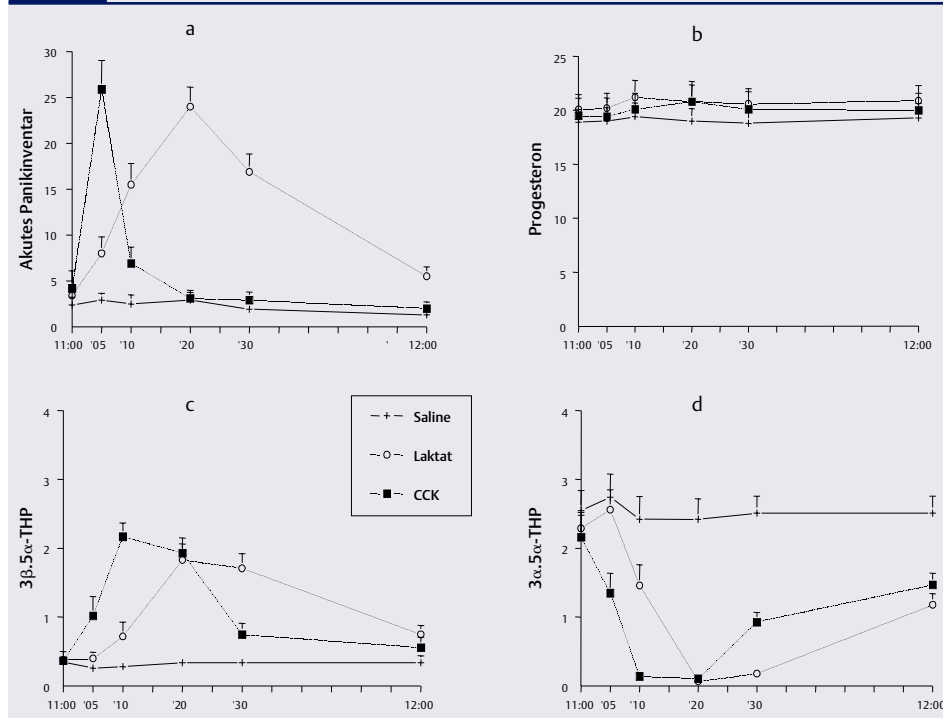 a
30
25
20
15
10
5
0
Akutes Panikinventar
11:00 '05 '10 '20 '30 ' 12:00
b
25
20
15
10
5
0
Progesteron
11:00 '05 '10 '20 '30 12:00
c
4
3
2
1
0
3β.5α-THP
11:00 '05 '10 '20 '30 12:00
Saline
Laktat
CCK
d
4
3
2
1
0
3α.5α-THP
11:00 '05 '10 '20 '30 12:00